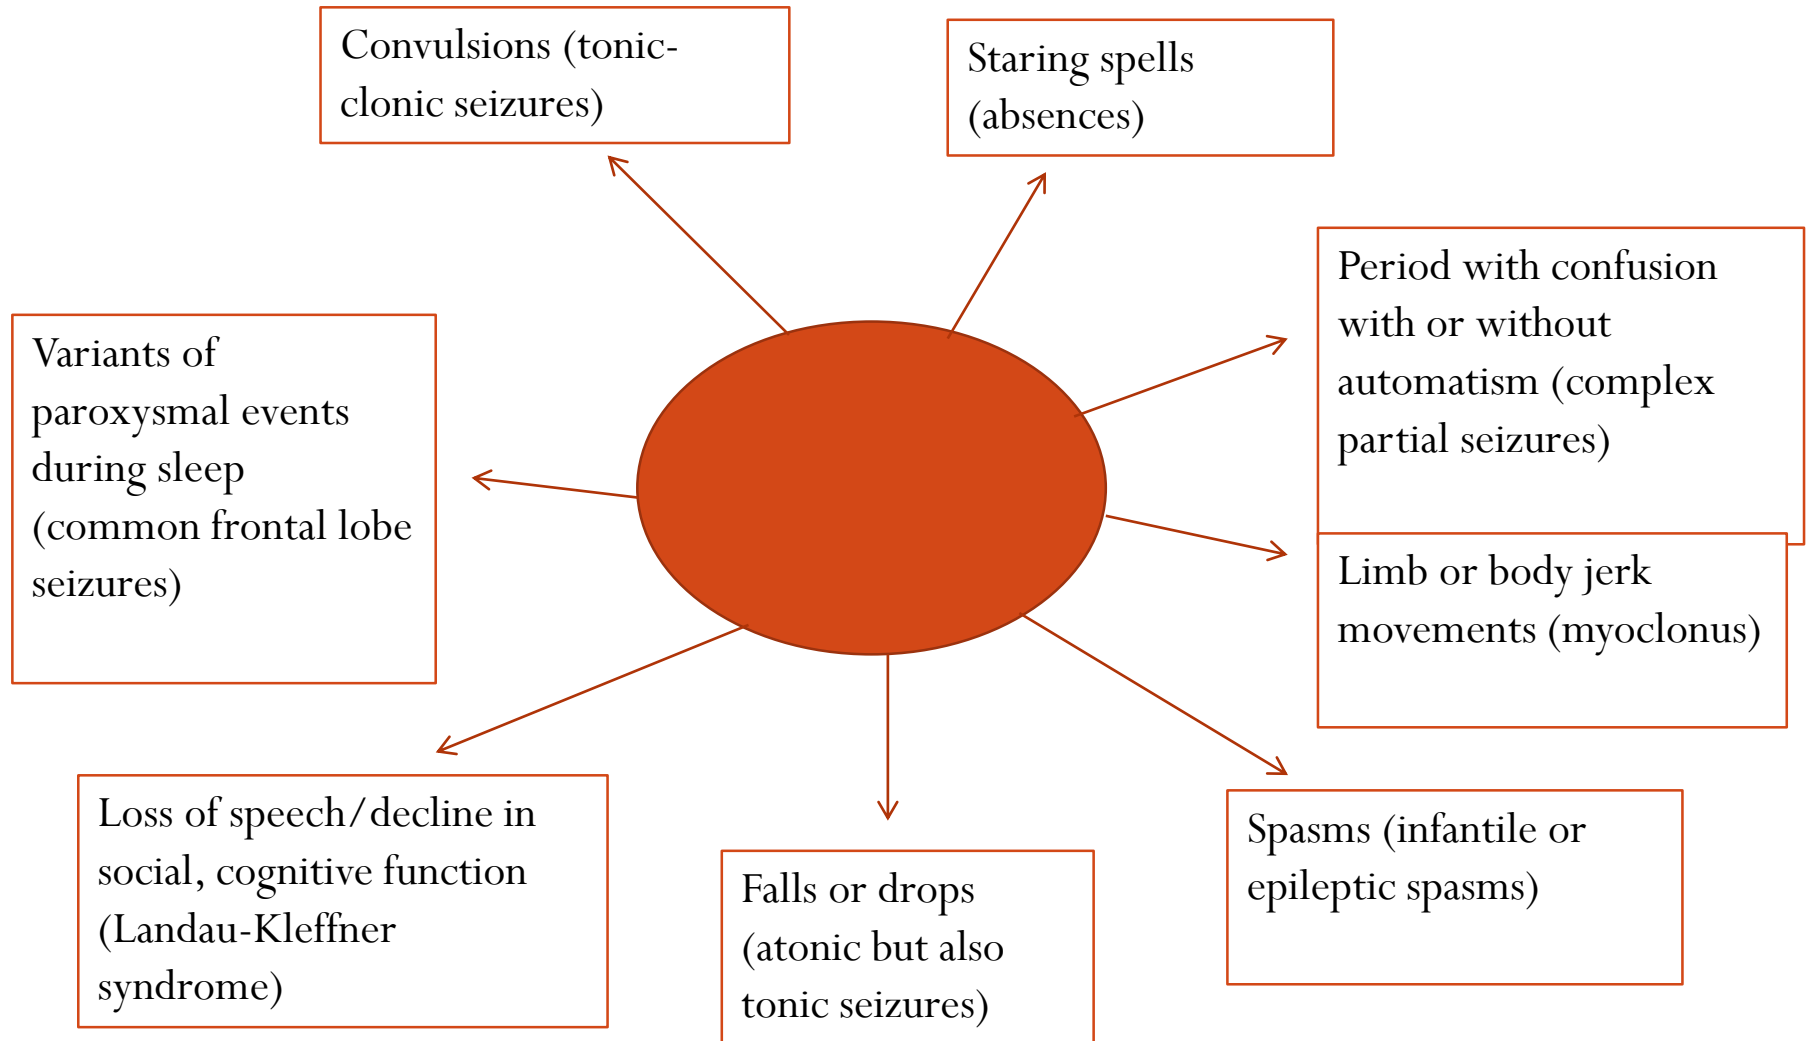 Convulsions (tonic-
clonic seizures)
Staring spells
(absences)
Period with confusion
with or without
automatism (complex
partial seizures)
Variants of
paroxysmal events
during sleep
(common frontal lobe
seizures)
Limb or body jerk
movements (myoclonus)
Loss of speech/decline in
social, cognitive function
(Landau-Kleffner
syndrome)
Falls or drops
(atonic but also
tonic seizures)
Spasms (infantile or
epileptic spasms)